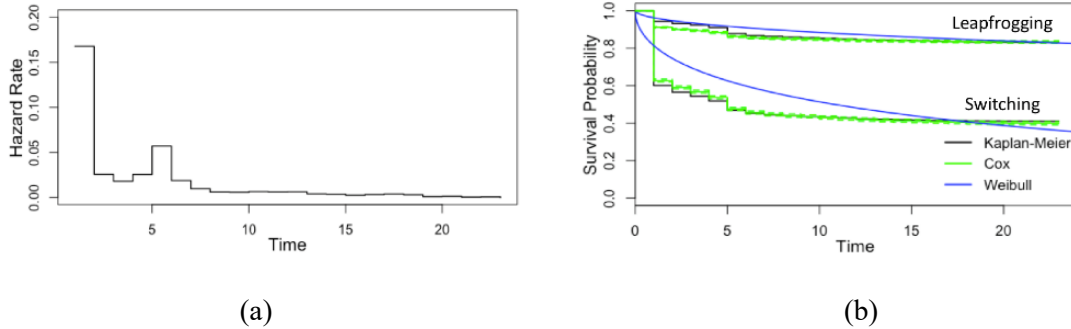 0.20
0.15
0.10
0.05
0.00
Hazard Rate
5
10
15
20
Time
(a)
1.0
0.8
0.6
0.4
0.2
0.0
Survival Probability
Leapfrogging
Switching
Kaplan-Meier
Cox
Weibull
0
5
10
15
20
Time
(b)